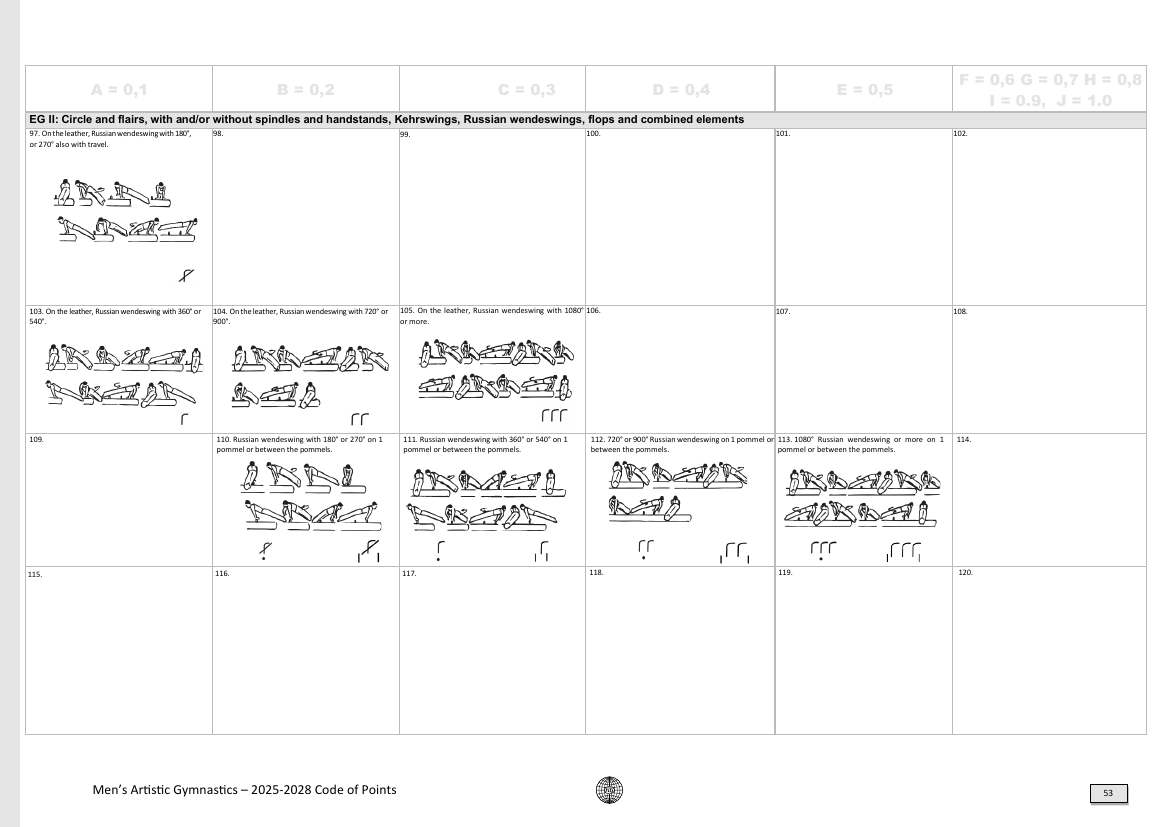 A = 0,1
B = 0,2
C = 0,3
D = 0,4
E = 0,5
F = 0,6 G = 0,7 H = 0,8
I = 0.9, J = 1.0
EG II: Circle and flairs, with and/or without spindles and handstands, Kehrswings, Russian wendeswings, flops and combined elements
97. On the leather, Russian wendeswing with 180°,
or 270° also with travel.
98.
99.
100.
101.
102.
103. On the leather, Russian wendeswing with 360° or
540°.
104. On the leather, Russian wendeswing with 720° or
900°.
105. On the leather, Russian wendeswing with 1080°
or more.
106.
107.
108.
109.
110. Russian wendeswing with 180° or 270° on 1
pommel or between the pommels.
111. Russian wendeswing with 360° or 540° on 1
pommel or between the pommels.
112. 720° or 900° Russian wendeswing on 1 pommel or
between the pommels.
113. 1080° Russian wendeswing or more on 1
pommel or between the pommels.
114.
115.
116.
117.
118.
119.
120.
Men's Artistic Gymnastics – 2025-2028 Code of Points
53